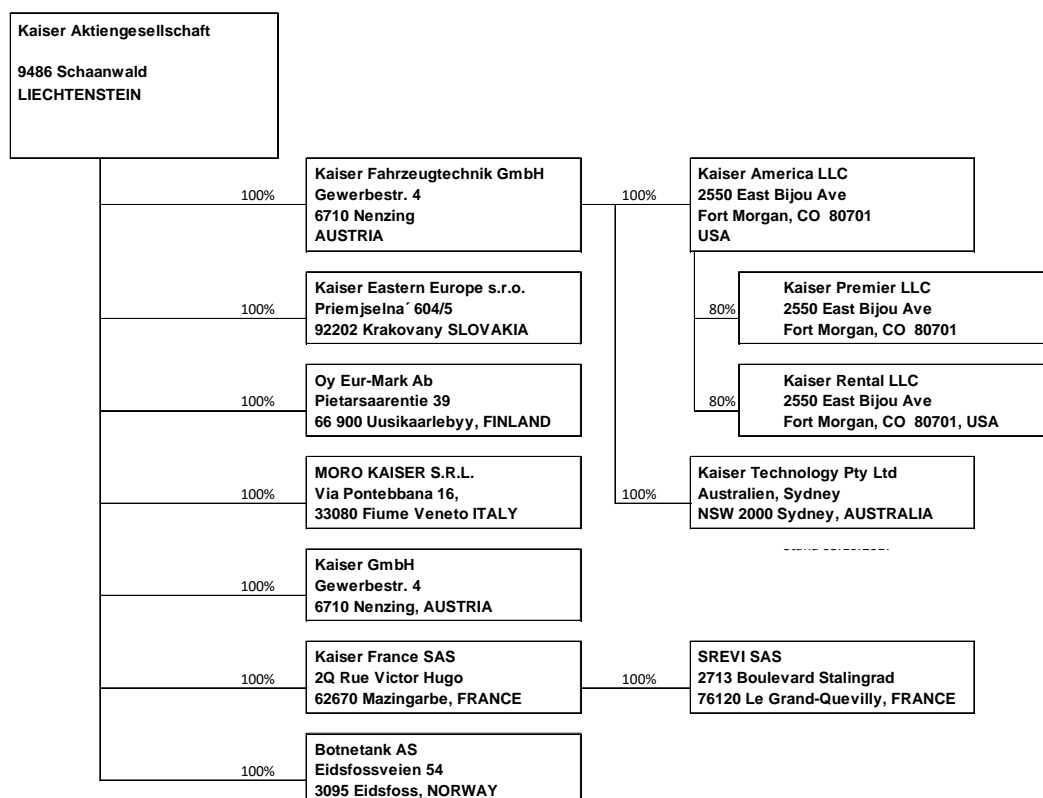 Kaiser Aktiengesellschaft
9486 Schaanwald
LIECHTENSTEIN
100%
Kaiser Fahrzeugtechnik GmbH
Gewerbestr. 4
6710 Nenzing
AUSTRIA
100%
Kaiser America LLC
2550 East Bijou Ave
Fort Morgan, CO 80701
USA
100%
Kaiser Eastern Europe s.r.o.
Priemjselna´ 604/5
92202 Krakovany SLOVAKIA
80%
Kaiser Premier LLC
2550 East Bijou Ave
Fort Morgan, CO 80701
100%
Oy Eur-Mark Ab
Pietarsaarentie 39
66 900 Uusikaarlebyy, FINLAND
80%
Kaiser Rental LLC
2550 East Bijou Ave
Fort Morgan, CO 80701, USA
100%
MORO KAISER S.R.L.
Via Pontebbana 16,
33080 Fiume Veneto ITALY
100%
Kaiser Technology Pty Ltd
Australien, Sydney
NSW 2000 Sydney, AUSTRALIA
100%
Kaiser GmbH
Gewerbestr. 4
6710 Nenzing, AUSTRIA
100%
Kaiser France SAS
2Q Rue Victor Hugo
62670 Mazingarbe, FRANCE
100%
SREVI SAS
2713 Boulevard Stalingrad
76120 Le Grand-Quevilly, FRANCE
100%
Botnetank AS
Eidsfossveien 54
3095 Eidsfoss, NORWAY